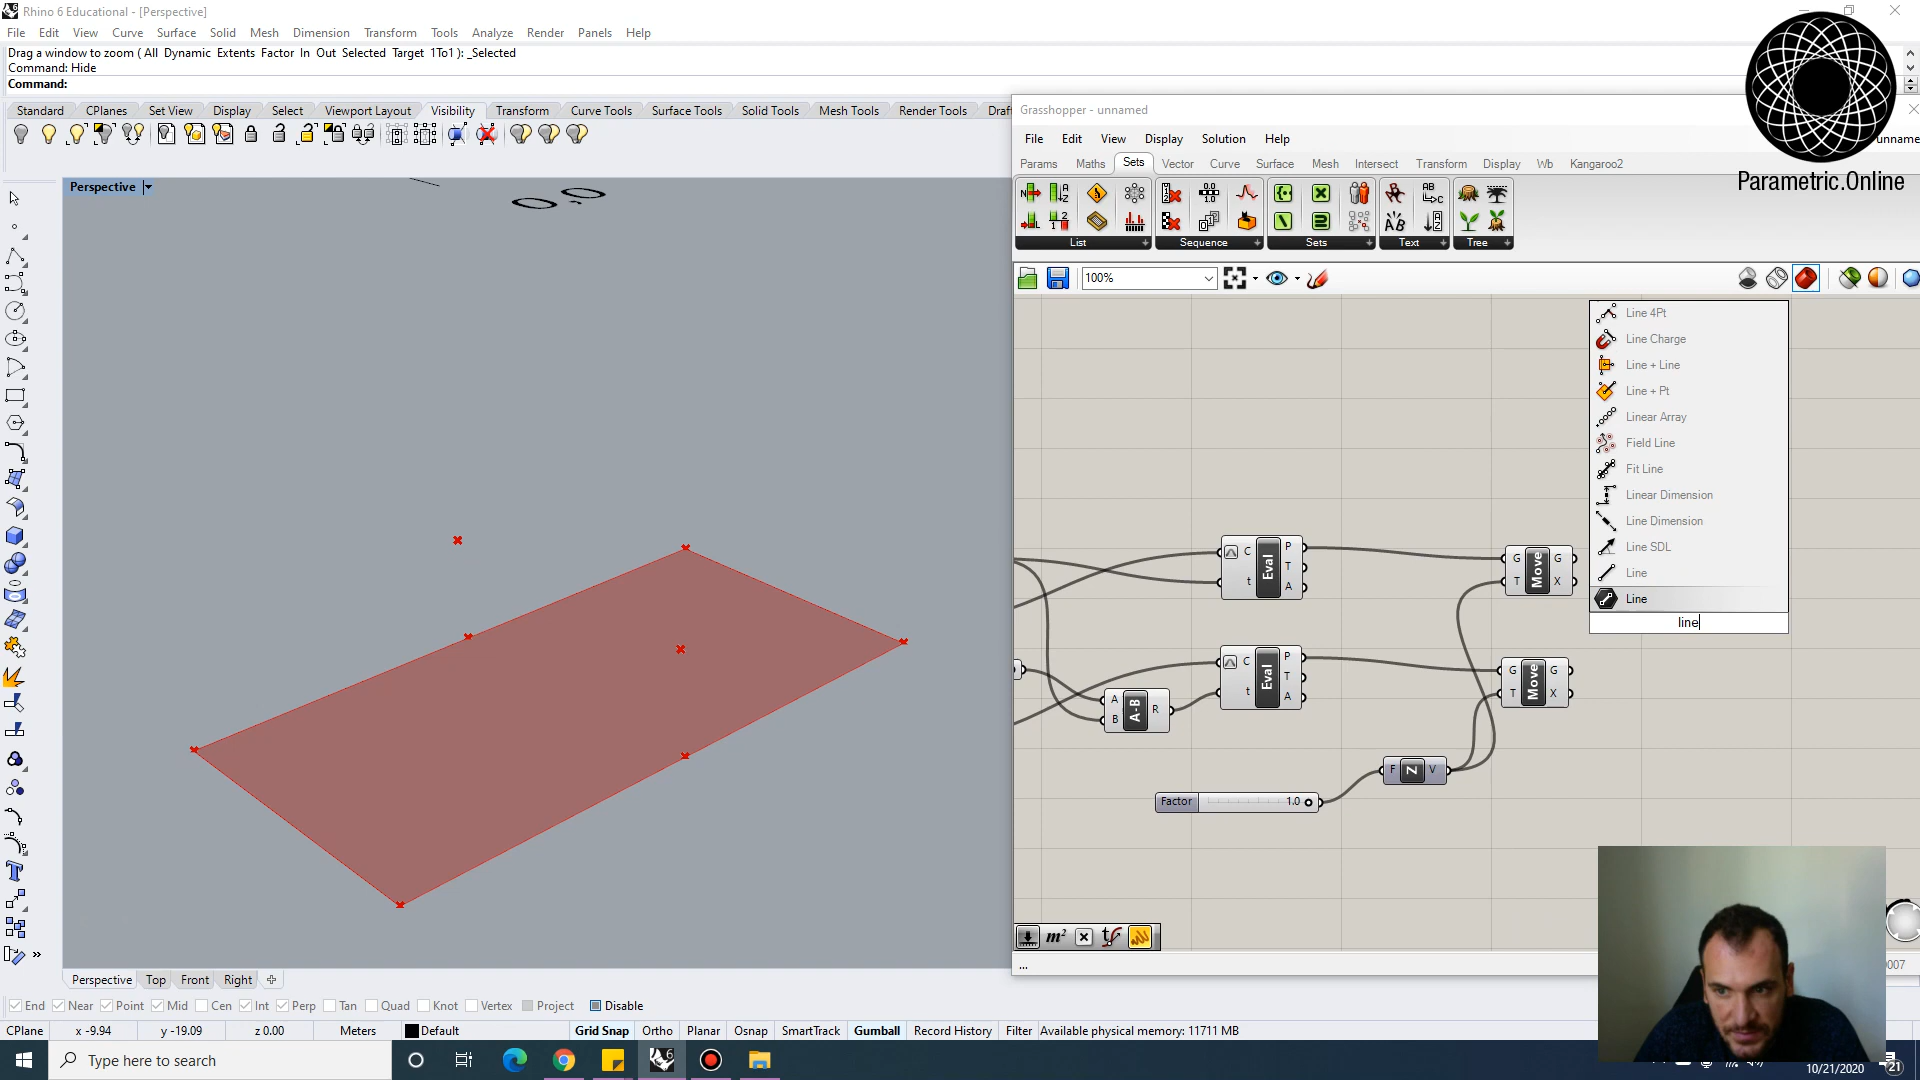 Rhino 6 Educational - [Perspective]
File Edit View Curve Surface Solid Mesh Dimension Transform Tools Analyze Render Panels Help
Drag a window to zoom ( All Dynamic Extents Factor In Out Selected Target 1To1 ): _Selected
Command: Hide
Command:
Standard CPlanes Set View Display Select Viewport Layout Visibility Transform Curve Tools Surface Tools Solid Tools Mesh Tools Render Tools Draf
Perspective
Grasshopper - unnamed
File Edit View Display Solution Help
unname
Params Maths Sets Vector Curve Surface Mesh Intersect Transform Display Wb Kangaroo2
List Sequence Sets Text Tree
100%
Parametric.Online
Line 4Pt
Line Charge
Line + Line
Line + Pt
Linear Array
Field Line
Fit Line
Linear Dimension
Line Dimension
Line SDL
Line
Line
line
C t Eval P T A
G T Move G X
C t Eval P T A
G T Move G X
A B A-B R
F Z V
Factor 1.0
m²
...
0007
Perspective Top Front Right
End Near Point Mid Cen Int Perp Tan Quad Knot Vertex Project Disable
CPlane x -9.94 y -19.09 z 0.00 Meters Default Grid Snap Ortho Planar Osnap SmartTrack Gumball Record History Filter Available physical memory: 11711 MB
Type here to search
10/21/2020
21